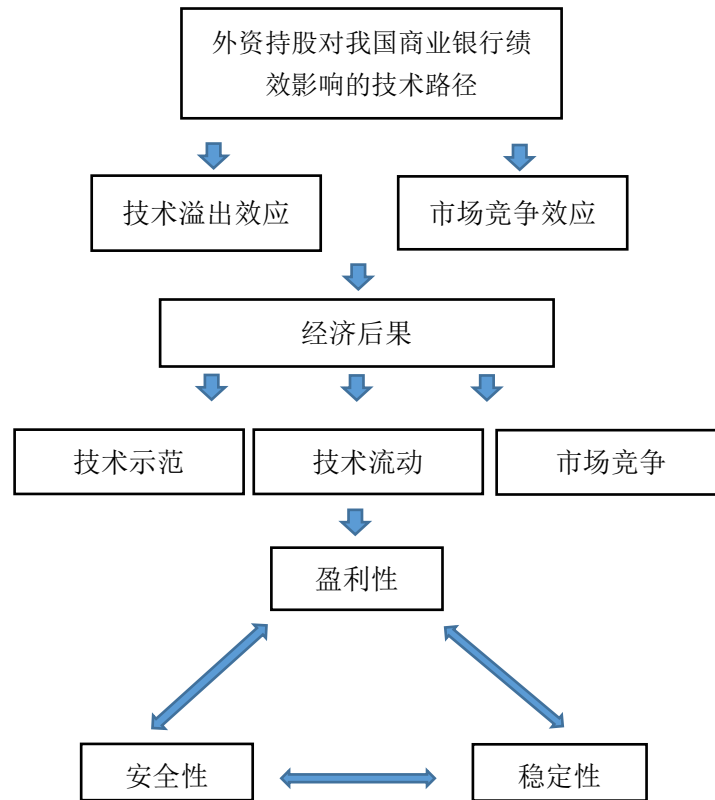 外资持股对我国商业银行绩
效影响的技术路径
技术溢出效应
市场竞争效应
经济后果
技术示范
技术流动
市场竞争
盈利性
安全性
稳定性